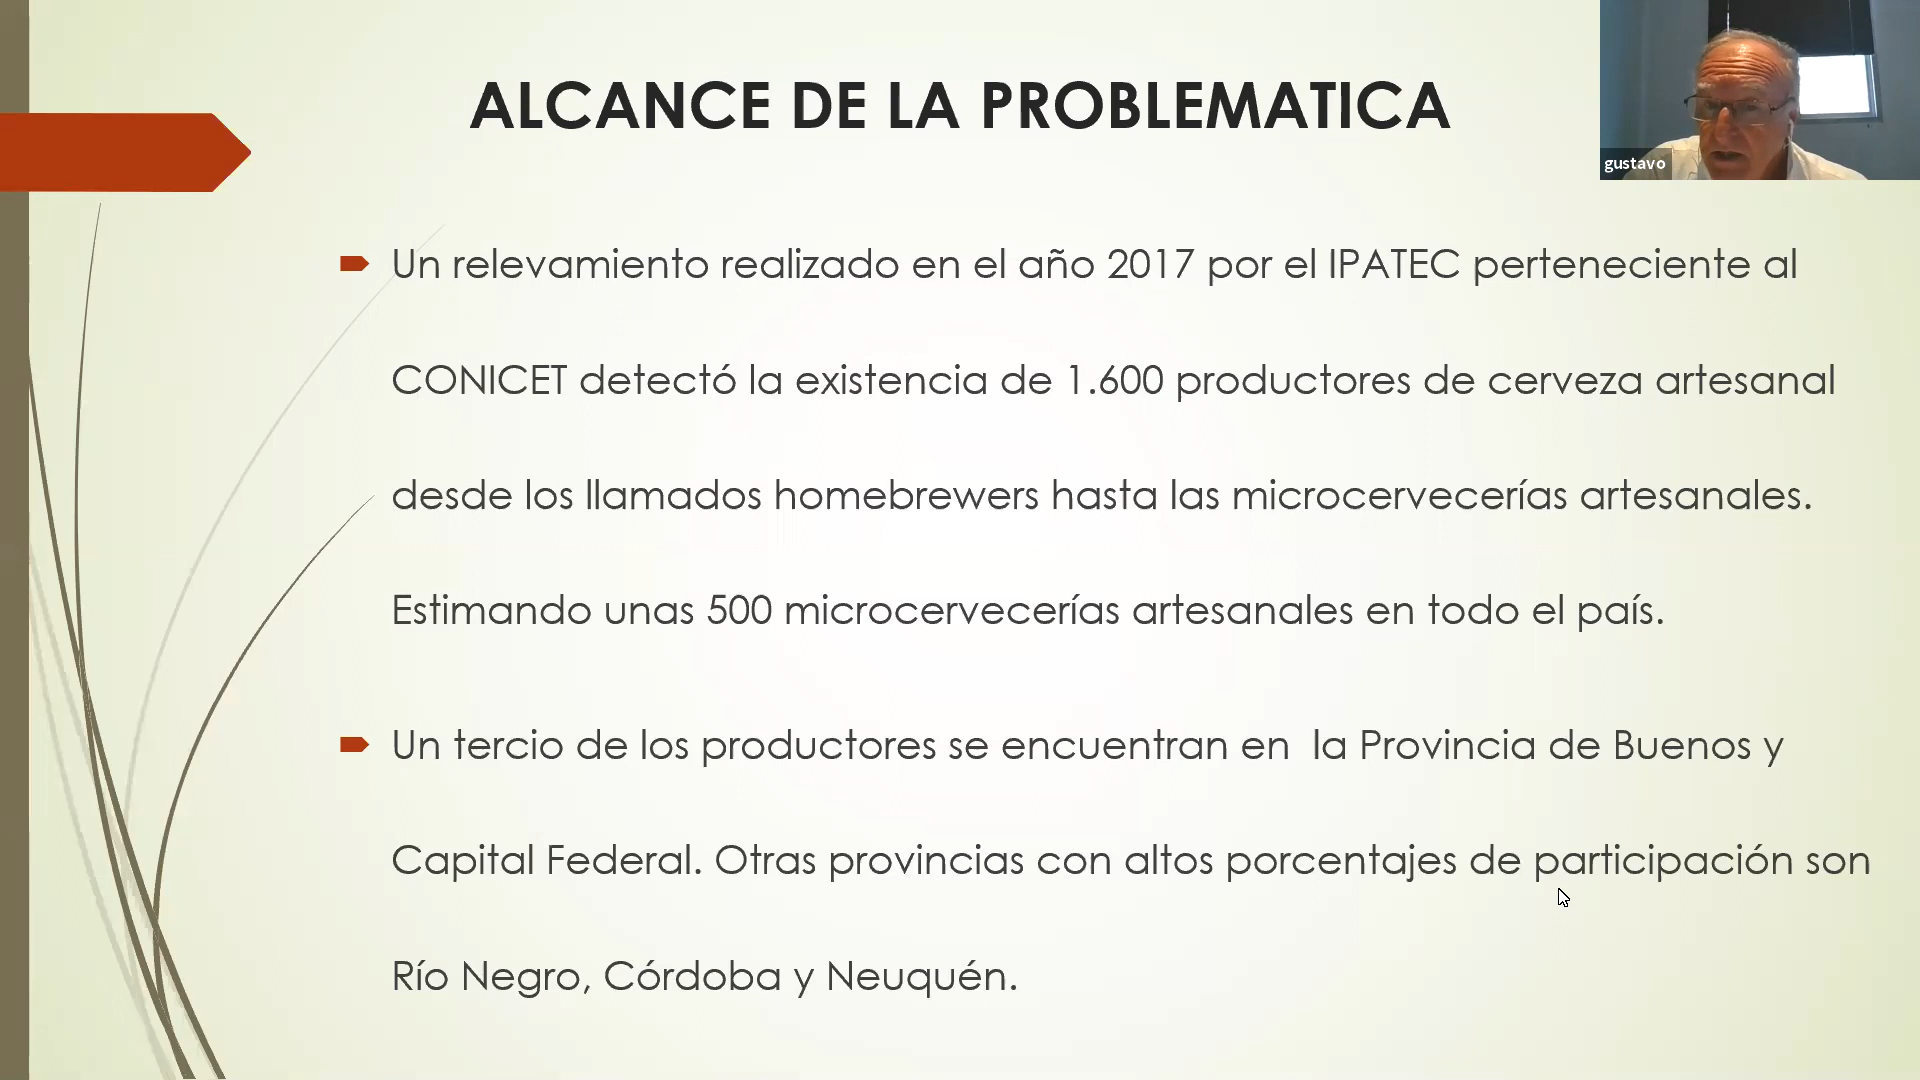 ALCANCE DE LA PROBLEMATICA
gustavo
Un relevamiento realizado en el año 2017 por el IPATEC perteneciente al
CONICET detectó la existencia de 1.600 productores de cerveza artesanal
desde los llamados homebrewers hasta las microcervecerías artesanales.
Estimando unas 500 microcervecerías artesanales en todo el país.
Un tercio de los productores se encuentran en  la Provincia de Buenos y
Capital Federal. Otras provincias con altos porcentajes de participación son
Río Negro, Córdoba y Neuquén.